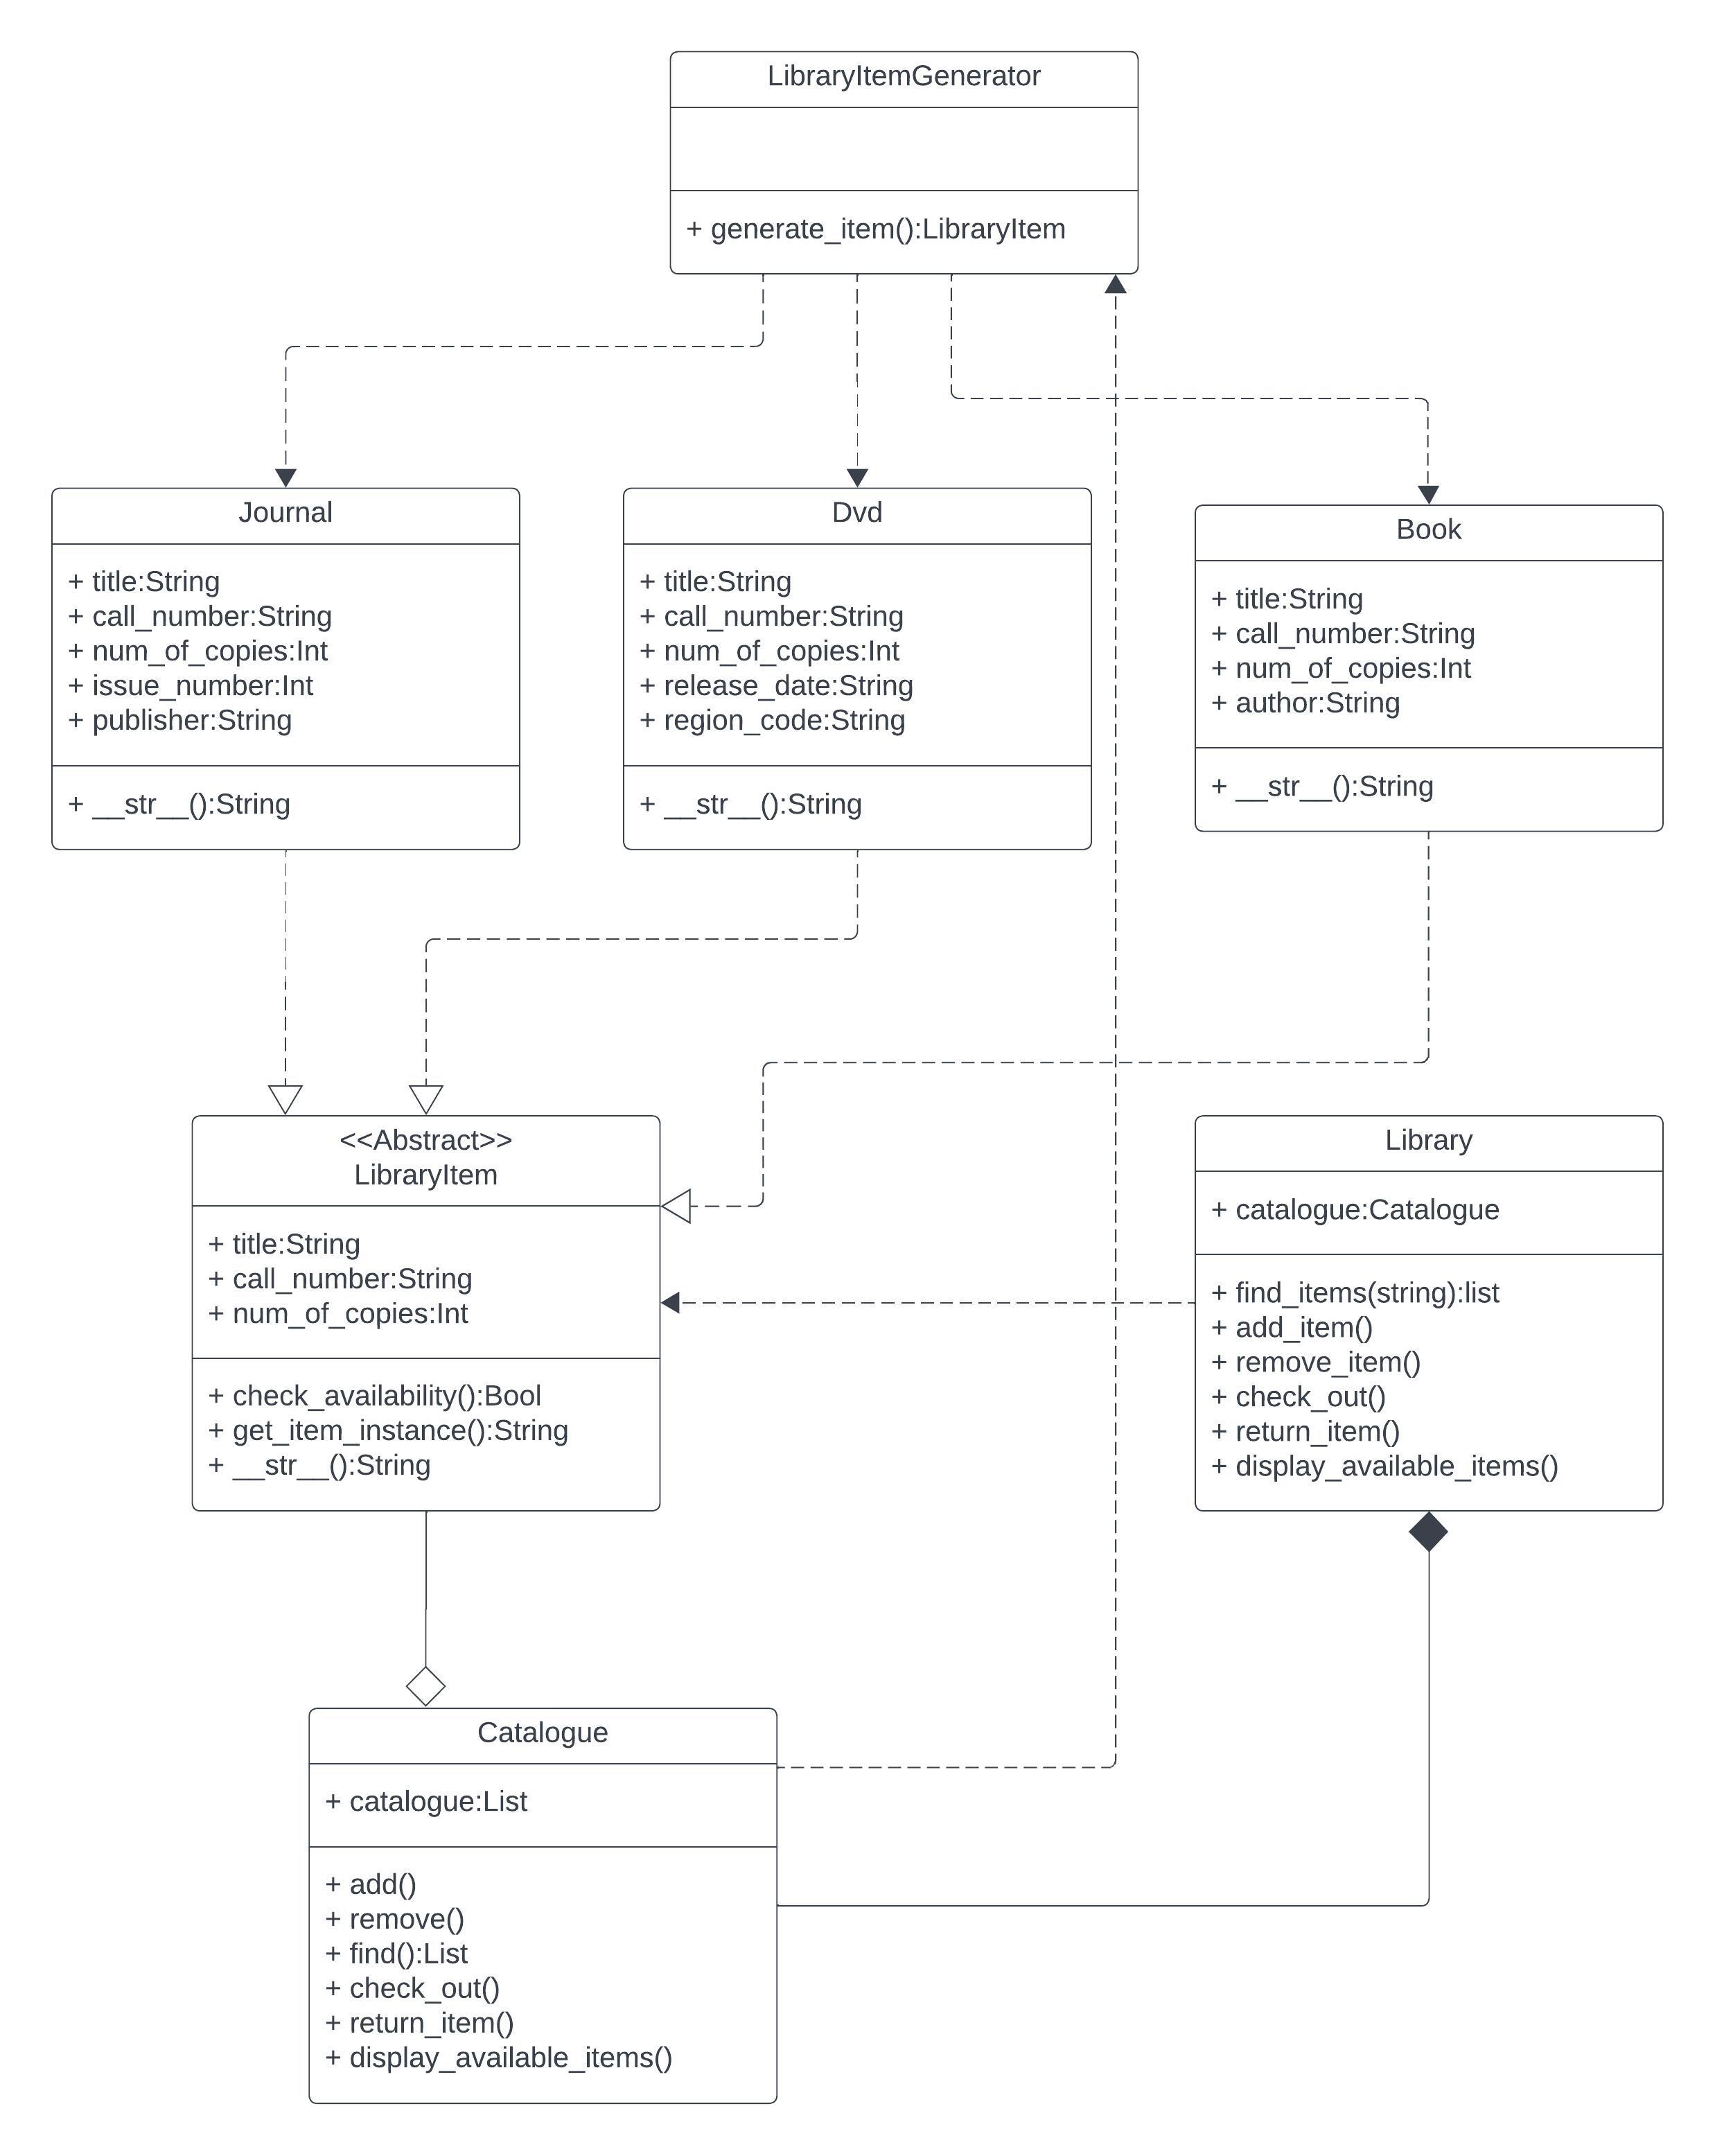 LibraryItemGenerator
+ generate_item():LibraryItem
Journal
+ title:String
+ call_number:String
+ num_of_copies:Int
+ issue_number:Int
+ publisher:String
+ __str__():String
Dvd
+ title:String
+ call_number:String
+ num_of_copies:Int
+ release_date:String
+ region_code:String
+ __str__():String
Book
+ title:String
+ call_number:String
+ num_of_copies:Int
+ author:String
+ __str__():String
<<Abstract>>
LibraryItem
+ title:String
+ call_number:String
+ num_of_copies:Int
+ check_availability():Bool
+ get_item_instance():String
+ __str__():String
Library
+ catalogue:Catalogue
+ find_items(string):list
+ add_item()
+ remove_item()
+ check_out()
+ return_item()
+ display_available_items()
Catalogue
+ catalogue:List
+ add()
+ remove()
+ find():List
+ check_out()
+ return_item()
+ display_available_items()